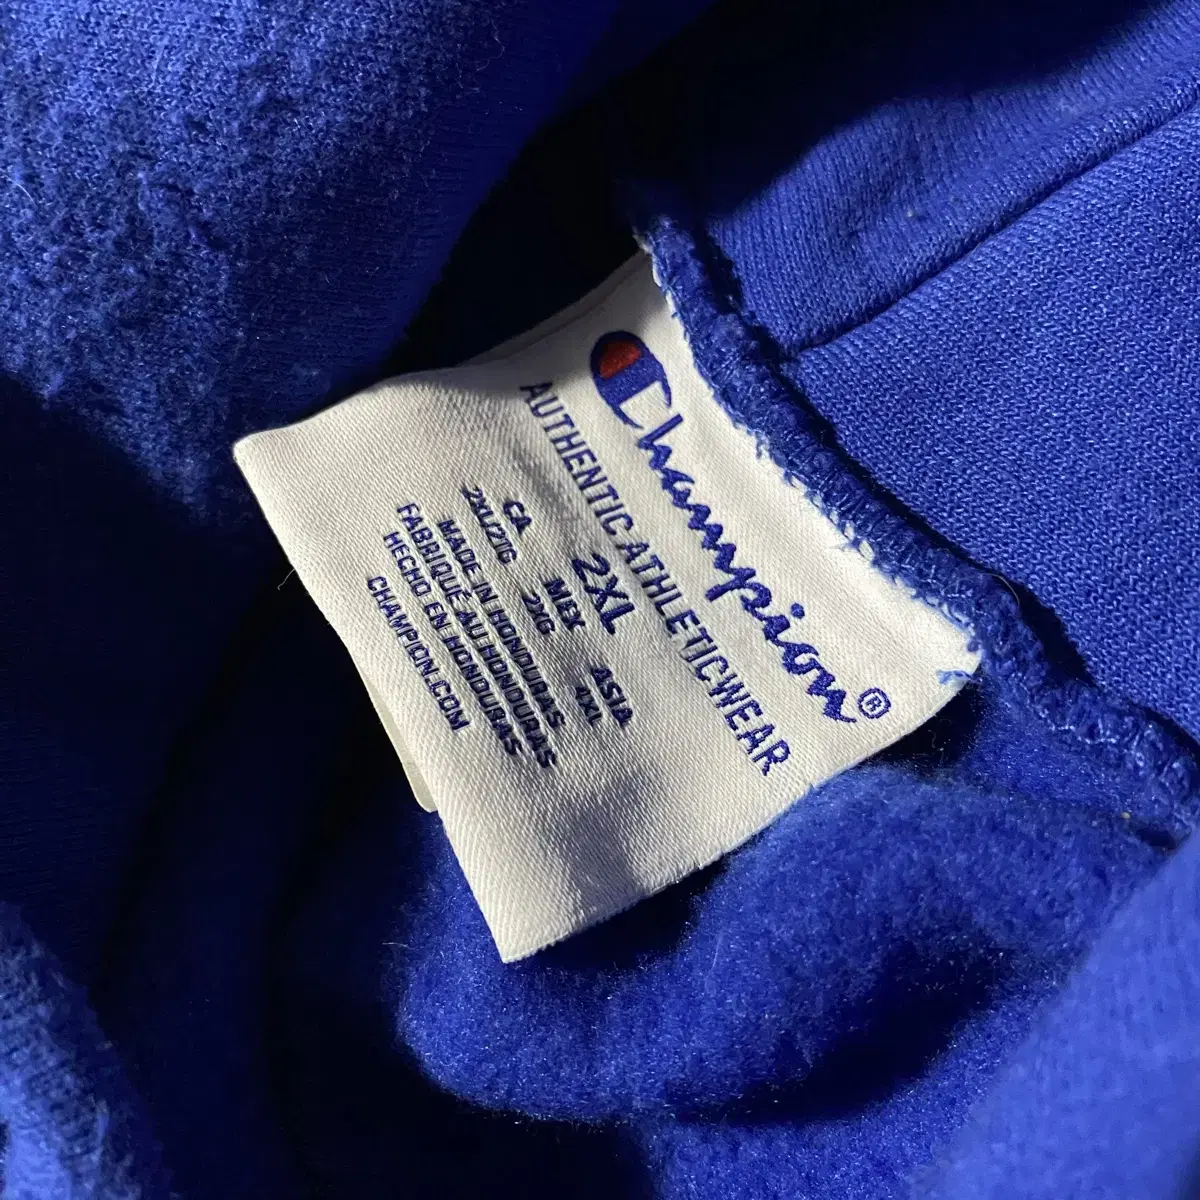 Champion®
AUTHENTIC ATHLETICWEAR
2XL
CA MEX ASIA
2XL/2TG 2XG 4XL
MADE IN HONDURAS
FABRIQUÉ AU HONDURAS
HECHO EN HONDURAS
CHAMPION.COM